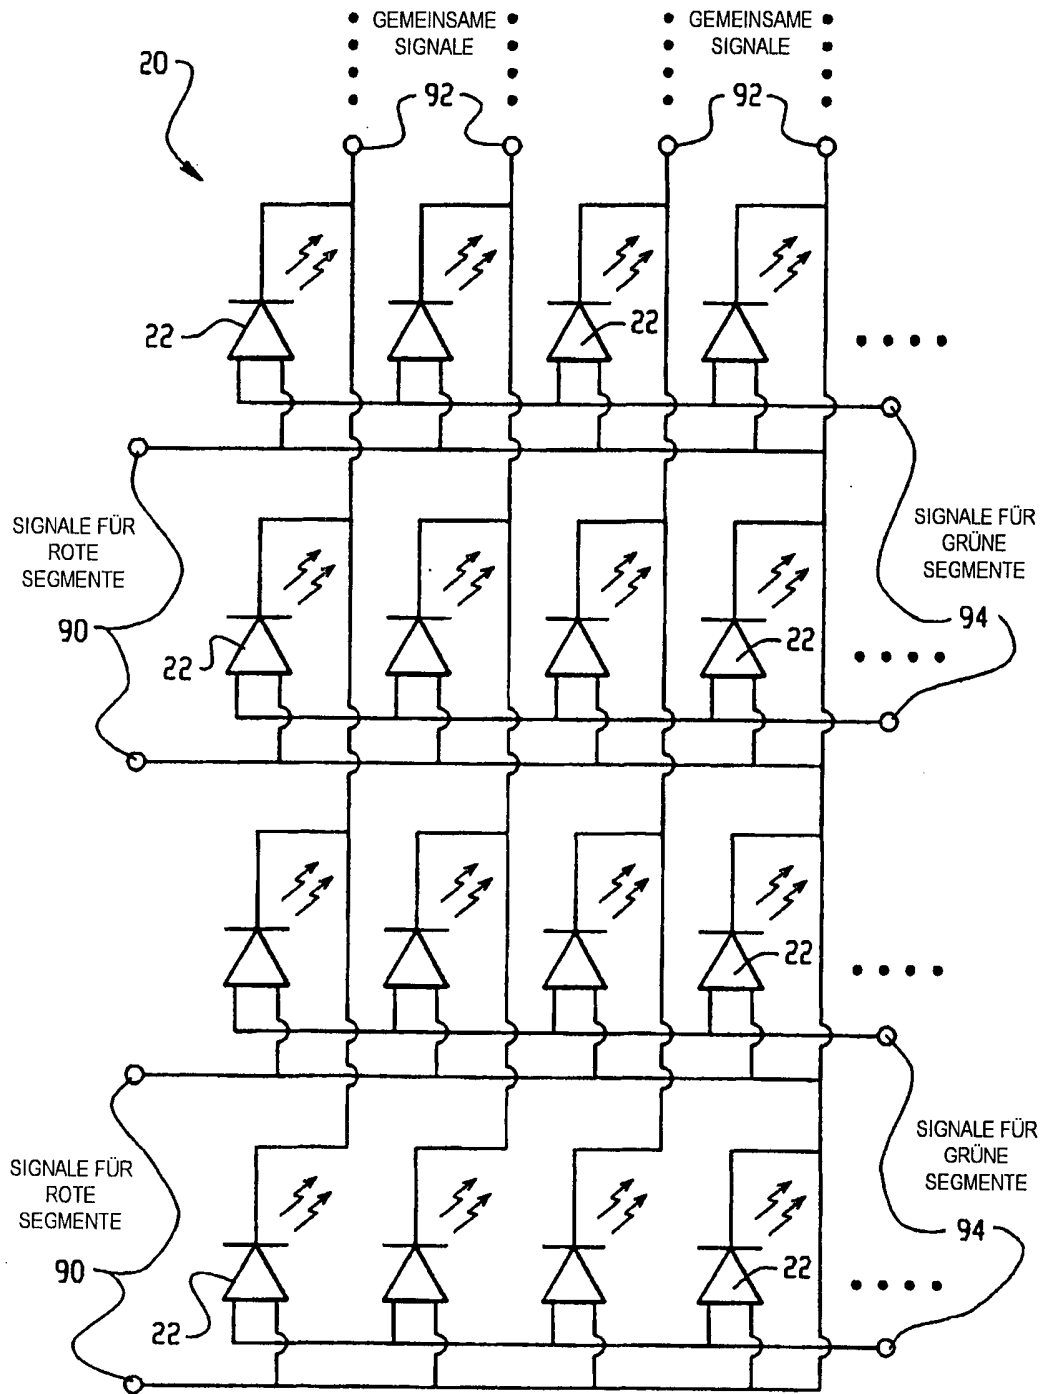 GEMEINSAME
SIGNALE
GEMEINSAME
SIGNALE
20
92
92
22
22
SIGNALE FÜR
ROTE
SEGMENTE
SIGNALE FÜR
GRÜNE
SEGMENTE
90
94
22
22
22
SIGNALE FÜR
ROTE
SEGMENTE
SIGNALE FÜR
GRÜNE
SEGMENTE
90
94
22
22